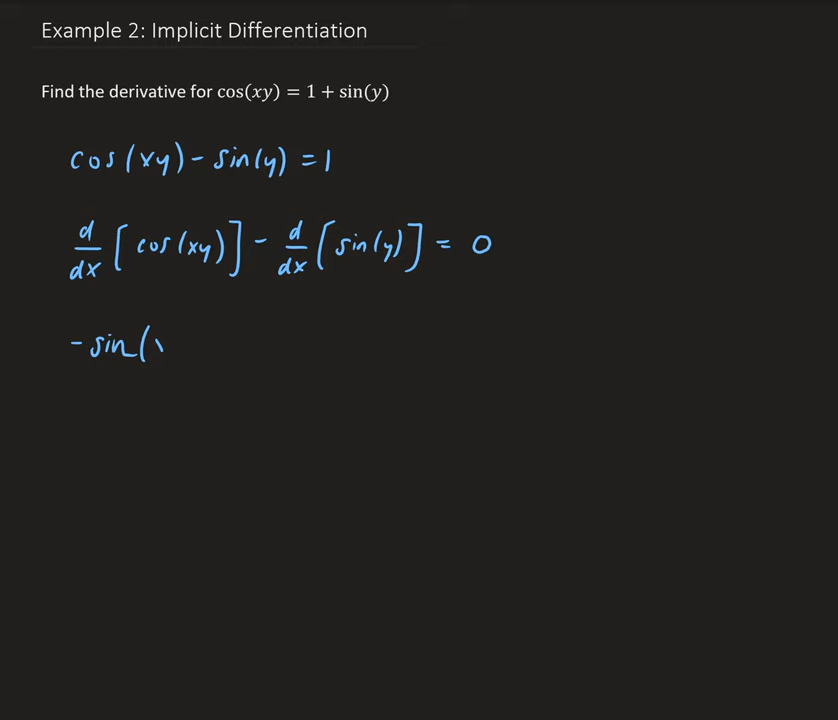 Example 2: Implicit Differentiation
Find the derivative for cos(xy) = 1 + sin(y)
cos(xy) - sin(y) = 1
d/dx [cos(xy)] - d/dx [sin(y)] = 0
- sin(